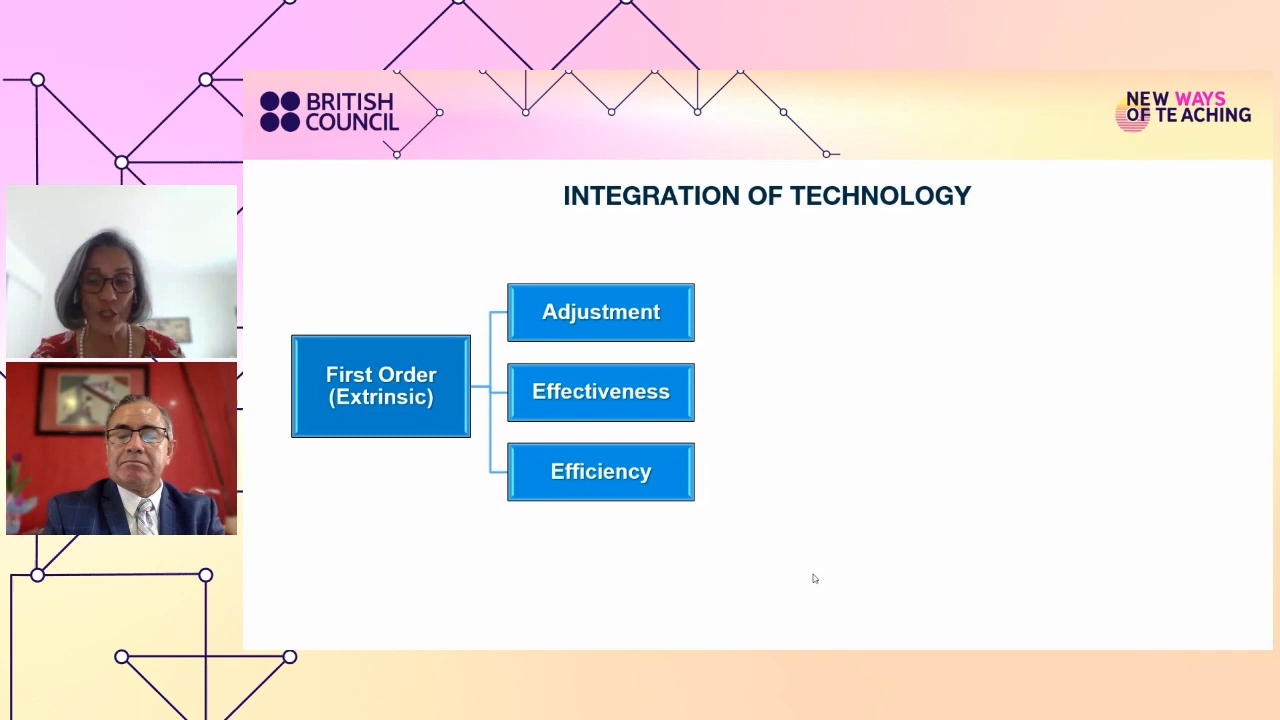 BRITISH
COUNCIL
NEW WAYS
OF TEACHING
INTEGRATION OF TECHNOLOGY
First Order
(Extrinsic)
Adjustment
Effectiveness
Efficiency